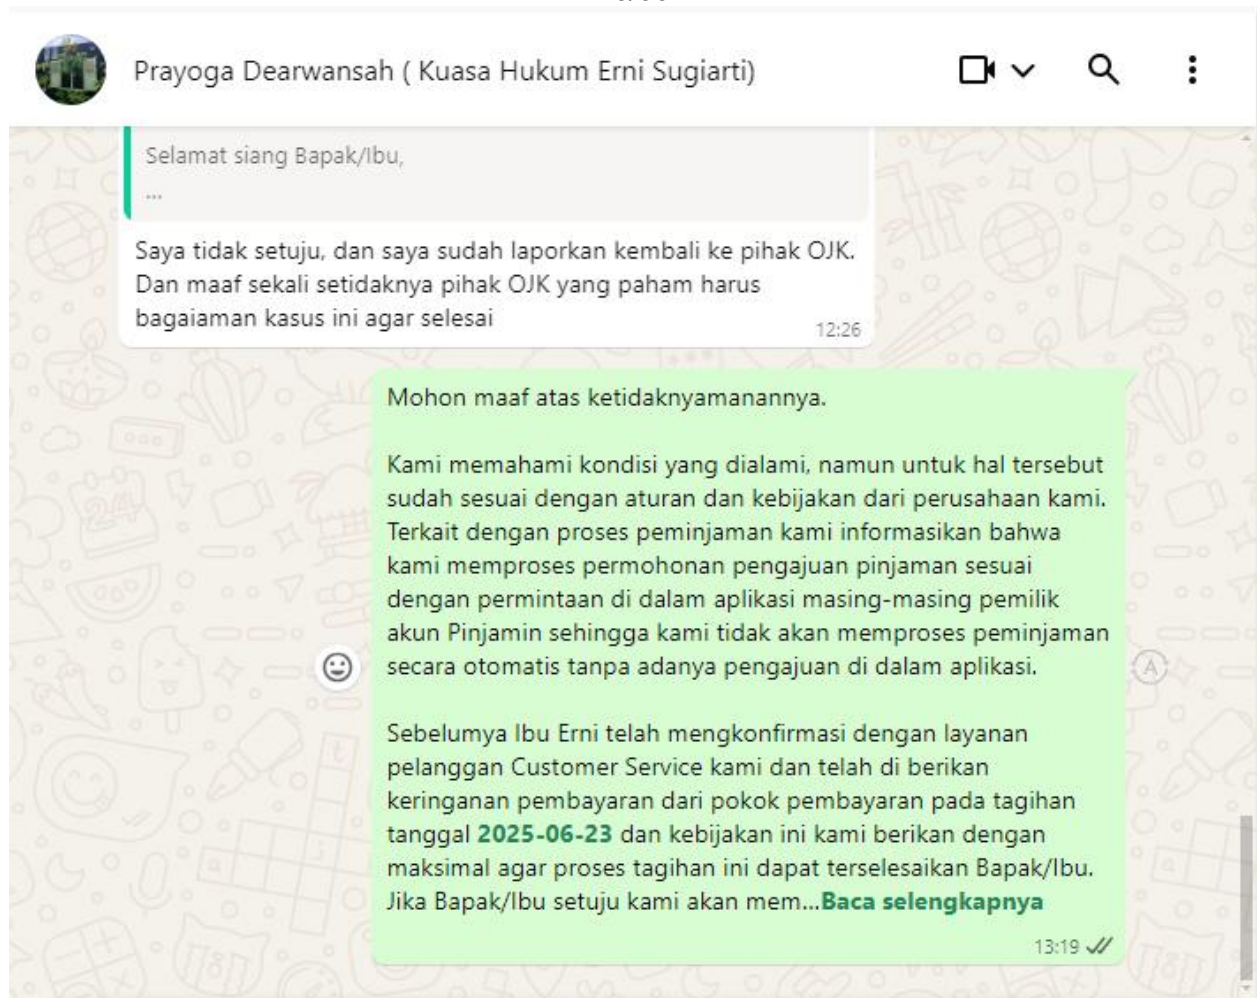 Prayoga Dearwansah ( Kuasa Hukum Erni Sugiarti)
Selamat siang Bapak/Ibu,
...
Saya tidak setuju, dan saya sudah laporkan kembali ke pihak OJK.
Dan maaf sekali setidaknya pihak OJK yang paham harus
bagaiaman kasus ini agar selesai
12:26
Mohon maaf atas ketidaknyamanannya.
Kami memahami kondisi yang dialami, namun untuk hal tersebut
sudah sesuai dengan aturan dan kebijakan dari perusahaan kami.
Terkait dengan proses peminjaman kami informasikan bahwa
kami memproses permohonan pengajuan pinjaman sesuai
dengan permintaan di dalam aplikasi masing-masing pemilik
akun Pinjamin sehingga kami tidak akan memproses peminjaman
secara otomatis tanpa adanya pengajuan di dalam aplikasi.
Sebelumya Ibu Erni telah mengkonfirmasi dengan layanan
pelanggan Customer Service kami dan telah di berikan
keringanan pembayaran dari pokok pembayaran pada tagihan
tanggal 2025-06-23 dan kebijakan ini kami berikan dengan
maksimal agar proses tagihan ini dapat terselesaikan Bapak/Ibu.
Jika Bapak/Ibu setuju kami akan mem...Baca selengkapnya
13:19